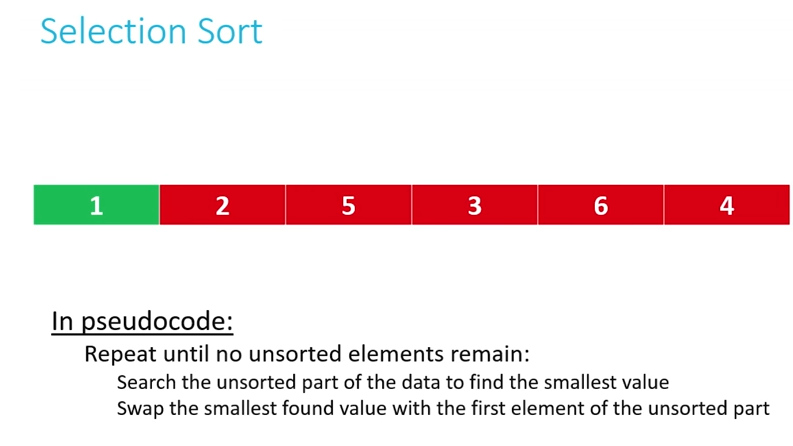 Selection Sort
1 2 5 3 6 4
In pseudocode:
Repeat until no unsorted elements remain:
Search the unsorted part of the data to find the smallest value
Swap the smallest found value with the first element of the unsorted part